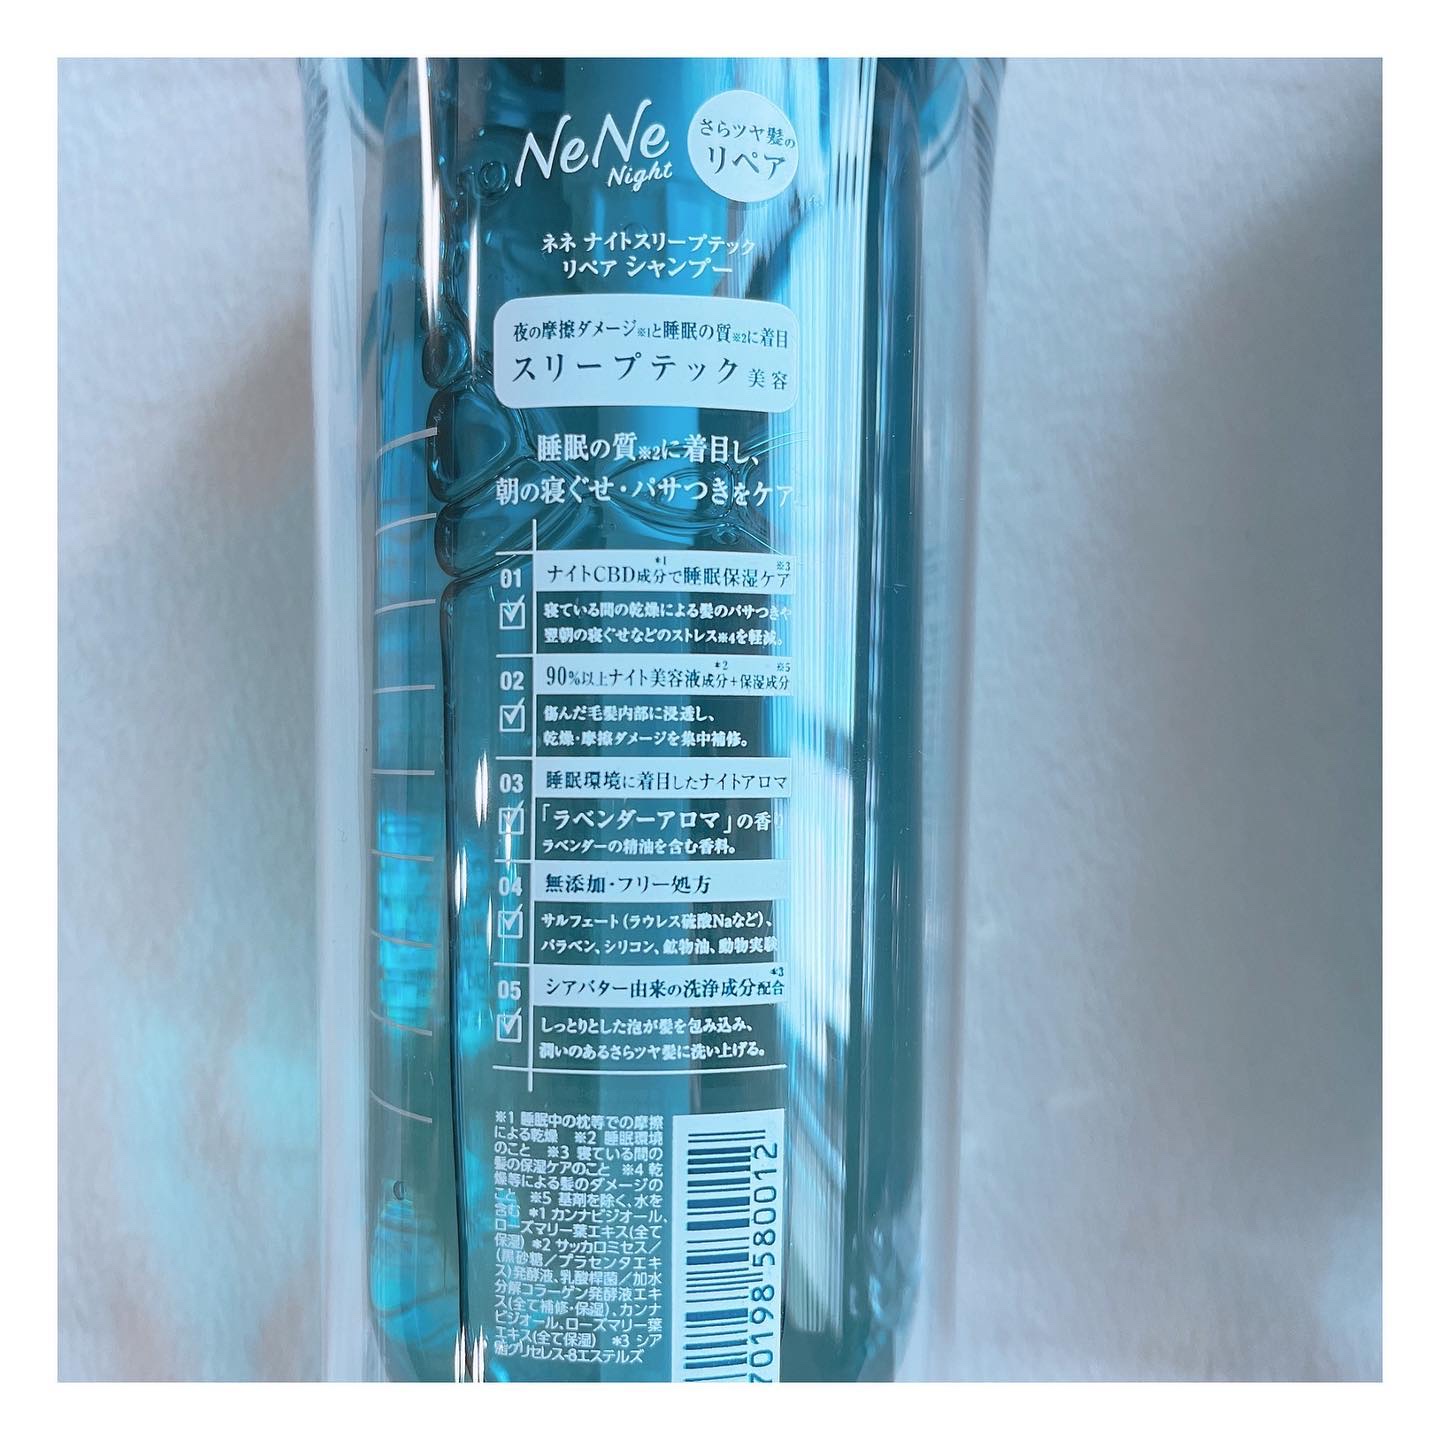 NeNe
Night
さらツヤ髪の
リペア
ネネ ナイトスリープテック
リペア シャンプー
夜の摩擦ダメージ※1と睡眠の質※2に着目
スリープテック 美容
睡眠の質※2に着目し、
朝の寝ぐせ・パサつきをケア。
01 ナイトCBD成分*1で睡眠保湿ケア※3
寝ている間の乾燥による髪のパサつきや
翌朝の寝ぐせなどのストレス※4を軽減。
02 90%以上ナイト美容液成分*2+保湿成分※5
傷んだ毛髪内部に浸透し、
乾燥・摩擦ダメージを集中補修。
03 睡眠環境に着目したナイトアロマ
「ラベンダーアロマ」の香り
ラベンダーの精油を含む香料。
04 無添加・フリー処方
サルフェート(ラウレス硫酸Naなど)、
パラベン、シリコン、鉱物油、動物実験
05 シアバター由来の洗浄成分*3配合
しっとりとした泡が髪を包み込み、
潤いのあるさらツヤ髪に洗い上げる。
※1 睡眠中の枕等での摩擦
による乾燥 ※2 睡眠環境
のこと ※3 寝ている間の
髪の保湿ケアのこと ※4 乾
燥等による髪のダメージの
こと ※5 基剤を除く、水を
含む *1 カンナビジオール、
ローズマリー葉エキス(全て
保湿) *2 サッカロミセス/
(黒砂糖/プラセンタエキ
ス)発酵液、乳酸桿菌/加水
分解コラーゲン発酵液エキ
ス(全て補修・保湿)、カンナ
ビジオール、ローズマリー葉
エキス(全て保湿) *3 シア
脂グリセレス-8エステルズ
70198 580012